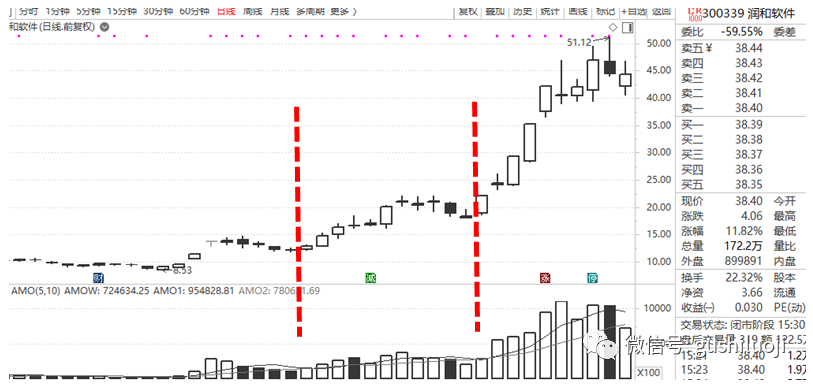 分时 1分钟 5分钟 15分钟 30分钟 60分钟 日线 周线 月线 多周期 更多 〉
复权 叠加 历史 统计 画线 标记 +自选 返回
和软件(日线,前复权)
51.12
50.00
45.00
40.00
35.00
30.00
25.00
20.00
15.00
10.00
8.53
财
减
涨
停
AMO(5,10) AMOW: 724634.25 AMO1: 954828.81
10000
X100
300339 润和软件
委比 -59.55% 委差
卖五 ¥ 38.44
卖四 38.43
卖三 38.42
卖二 38.41
卖一 38.40
买一 38.39
买二 38.38
买三 38.37
买四 38.36
买五 38.35
现价 38.40 今开
涨跌 4.06 最高
涨幅 11.82% 最低
总量 172.2万 量比
外盘 899891 内盘
换手 22.32% 股本
净资 3.66 流通
收益(一) 0.030 PE(动)
交易状态: 闭市阶段 15:30
盘后交易量 319 额 122.52
15:21 38.40 1.27
15:23 38.40 1.97
微信号